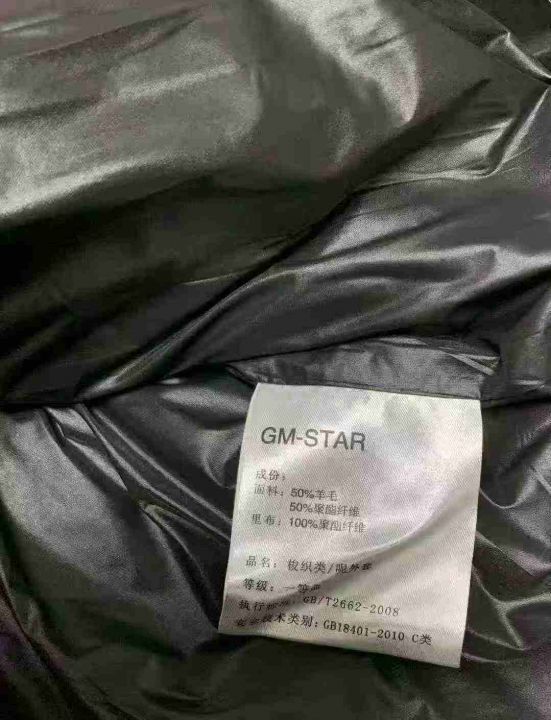 GM-STAR
成份：
面料：50%羊毛
50%聚酯纤维
里布：100%聚酯纤维
品名：梭织类/服外套
等级：一等品
执行标准：GB/T2662-2008
安全技术类别：GB18401-2010 C类